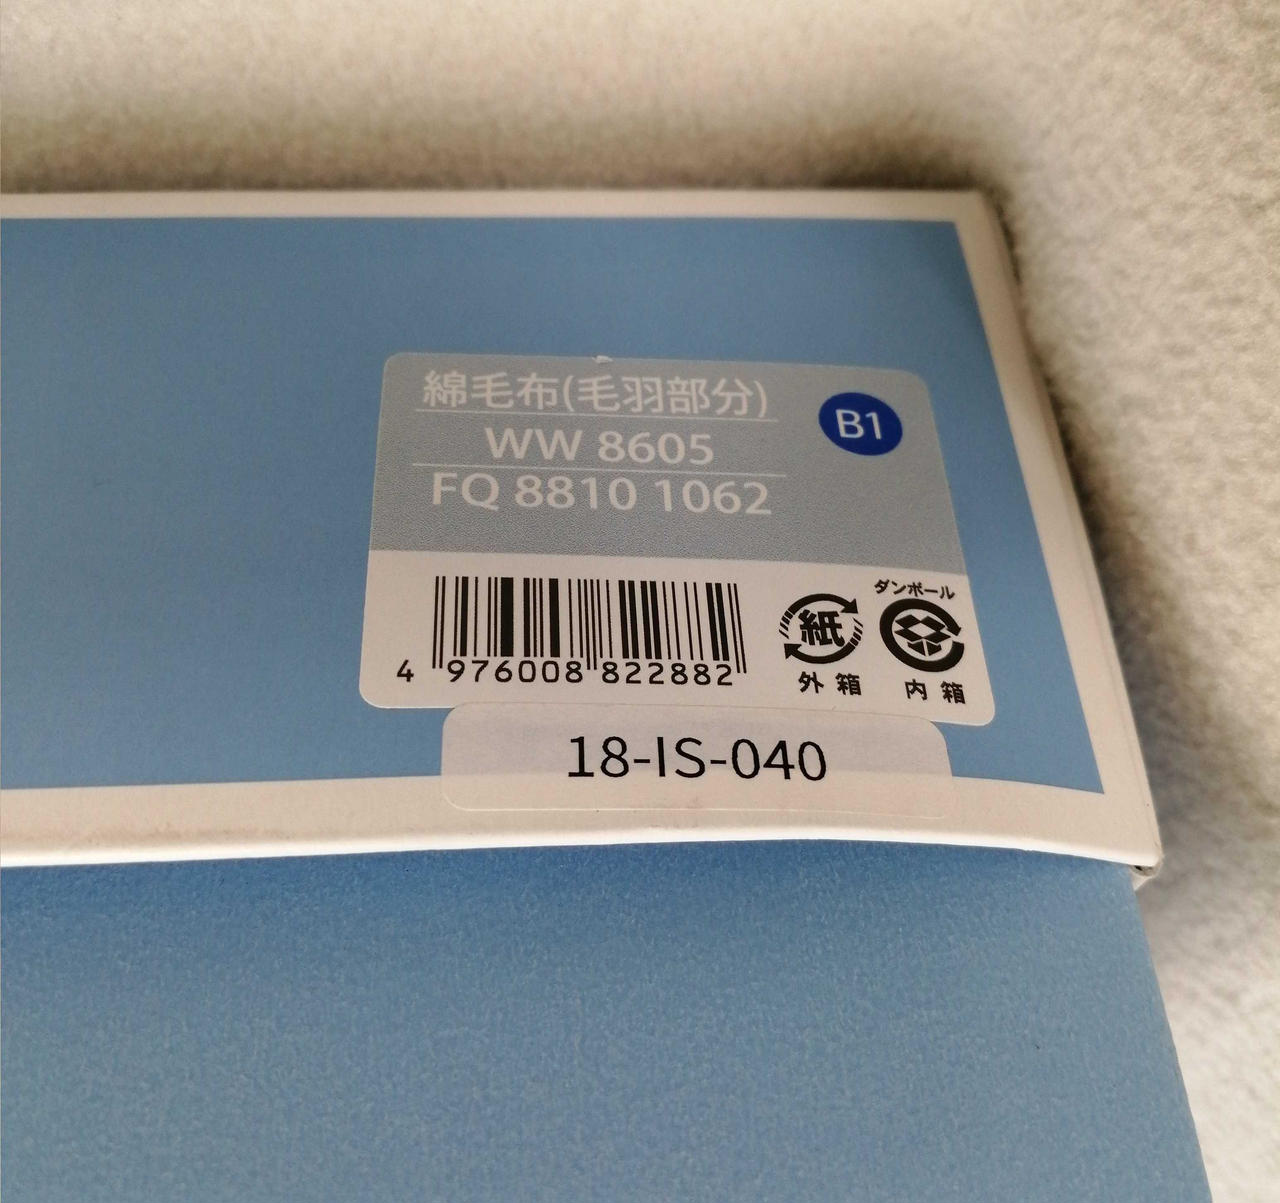 綿毛布(毛羽部分)
WW 8605
FQ 8810 1062
B1
4 976008 822882
紙
外箱
ダンボール
内箱
18-IS-040